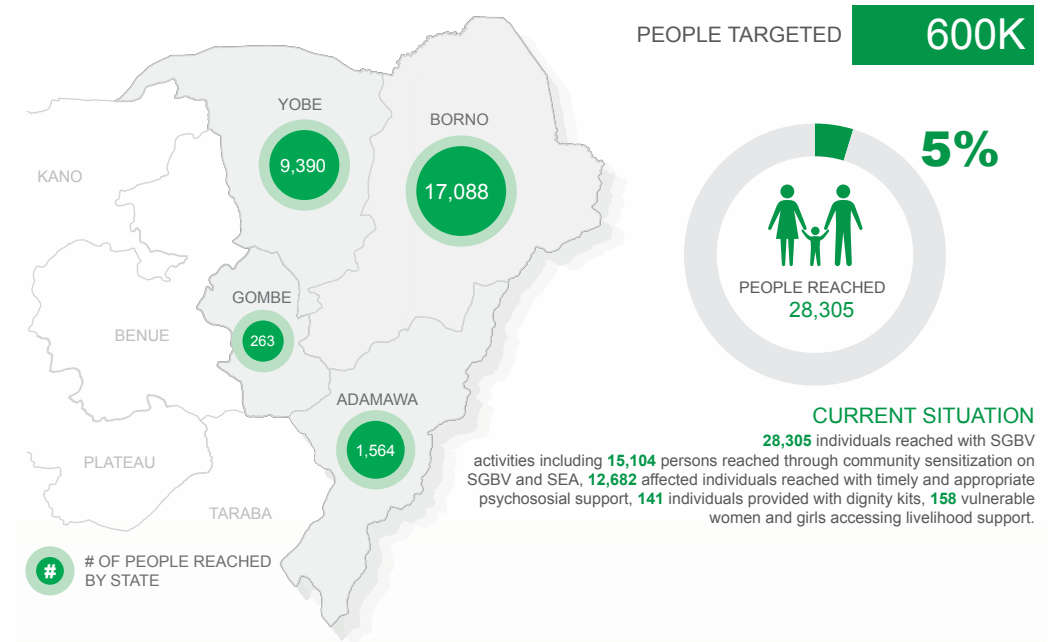 PEOPLE TARGETED 600K
YOBE
9,390
BORNO
17,088
KANO
GOMBE
263
BENUE
ADAMAWA
1,564
PLATEAU
TARABA
#
# OF PEOPLE REACHED
BY STATE
5%
PEOPLE REACHED
28,305
CURRENT SITUATION
28,305 individuals reached with SGBV
activities including 15,104 persons reached through community sensitization on
SGBV and SEA, 12,682 affected individuals reached with timely and appropriate
psychososial support, 141 individuals provided with dignity kits, 158 vulnerable
women and girls accessing livelihood support.